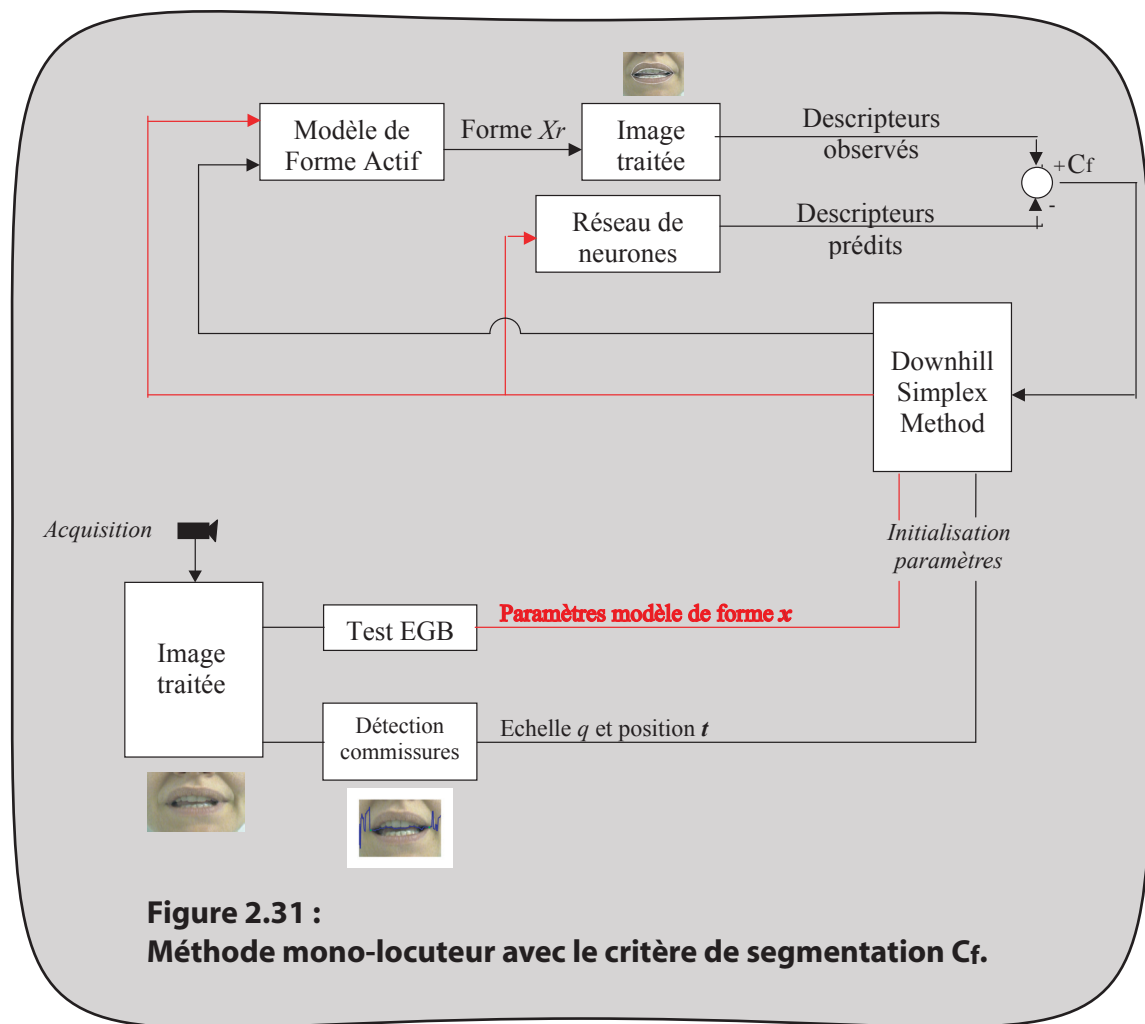 Modèle de
Forme Actif
Forme Xr
Image
traitée
Descripteurs
observés
+Cf
-
Réseau de
neurones
Descripteurs
prédits
Downhill
Simplex
Method
Acquisition
Initialisation
paramètres
Image
traitée
Test EGB
Paramètres modèle de forme x
Détection
commissures
Echelle q et position t
Figure 2.31 :
Méthode mono-locuteur avec le critère de segmentation Cf.